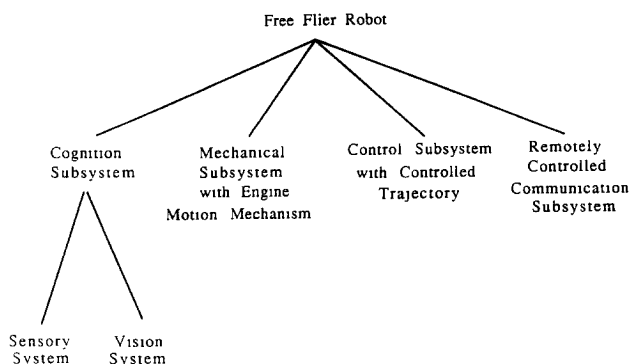 Free Flier Robot
Cognition
Subsystem
Mechanical
Subsystem
with Engine
Motion Mechanism
Control Subsystem
with Controlled
Trajectory
Remotely
Controlled
Communication
Subsystem
Sensory
System
Vision
System